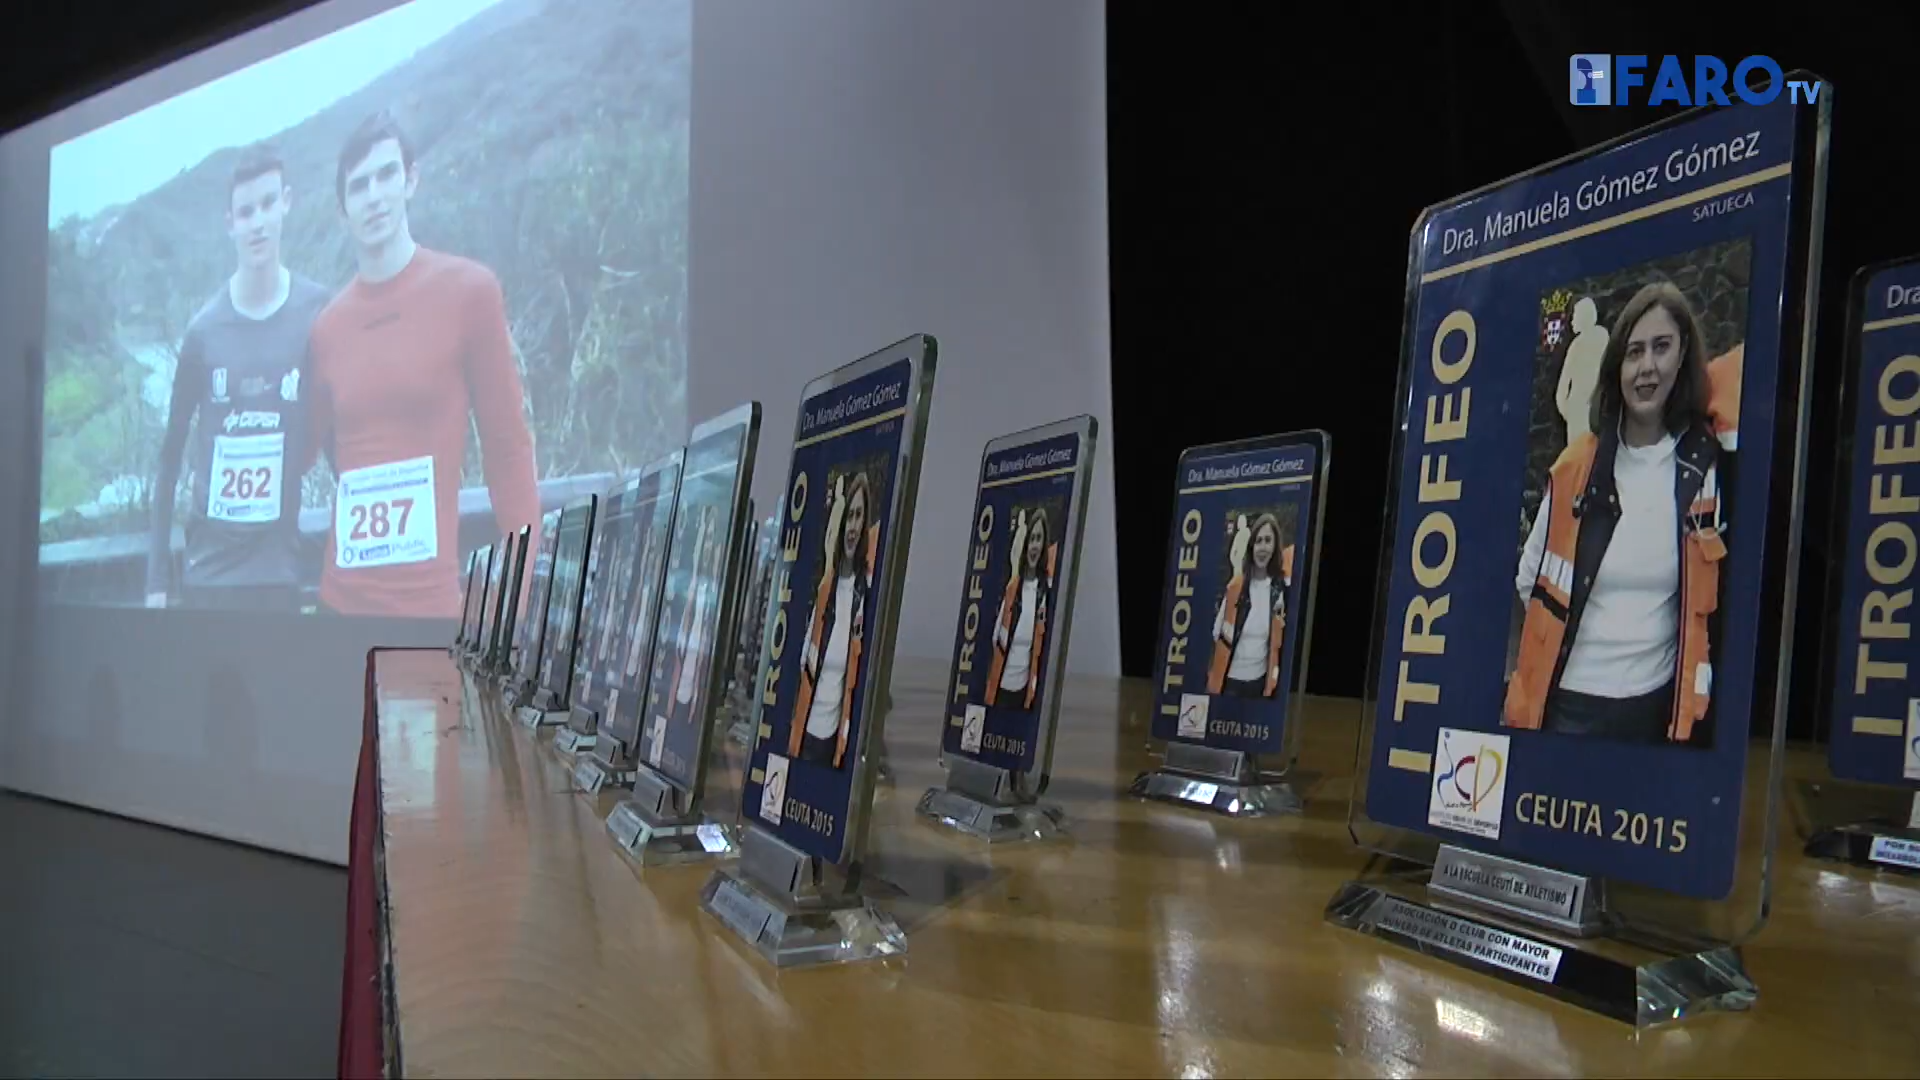 FARO TV
Dra. Manuela Gómez Gómez
SATUECA
I TROFEO
CEUTA 2015
A LA ESCUELA CEUTÍ DE ATLETISMO
ASOCIACIÓN O CLUB CON MAYOR
NÚMERO DE ATLETAS PARTICIPANTES
Dra. Manuela Gómez Gómez
I TROFEO
CEUTA 2015
Dra. Manuela Gómez Gómez
I TROFEO
CEUTA 2015
Dra. Manuela Gómez Gómez
I TROFEO
CEUTA 2015
Dra
I TROFEO
CEPSA
262
287